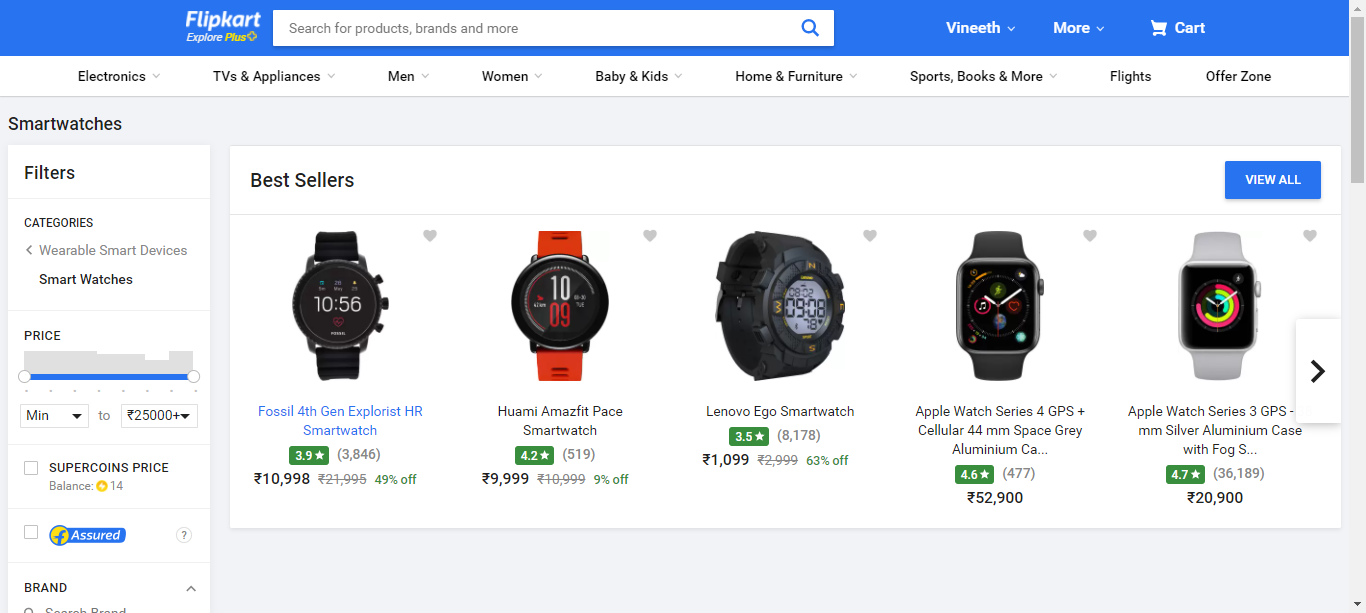 Flipkart
Explore Plus
Search for products, brands and more
Vineeth
More
Cart
Electronics
TVs & Appliances
Men
Women
Baby & Kids
Home & Furniture
Sports, Books & More
Flights
Offer Zone
Smartwatches
Filters
CATEGORIES
Wearable Smart Devices
Smart Watches
PRICE
Min
to
₹25000+
SUPERCOINS PRICE
Balance: 14
f Assured
?
BRAND
Search Brand
Best Sellers
VIEW ALL
10:56
FOSSIL
Fossil 4th Gen Explorist HR
Smartwatch
3.9★ (3,846)
₹10,998 ₹21,995 49% off
10
09
Huami Amazfit Pace
Smartwatch
4.2★ (519)
₹9,999 ₹10,999 9% off
N
W
E
S
08:02
09:08
78
Lenovo Ego Smartwatch
3.5★ (8,178)
₹1,099 ₹2,999 63% off
Apple Watch Series 4 GPS +
Cellular 44 mm Space Grey
Aluminium Ca...
4.6★ (477)
₹52,900
Apple Watch Series 3 GPS -
mm Silver Aluminium Case
with Fog S...
4.7★ (36,189)
₹20,900